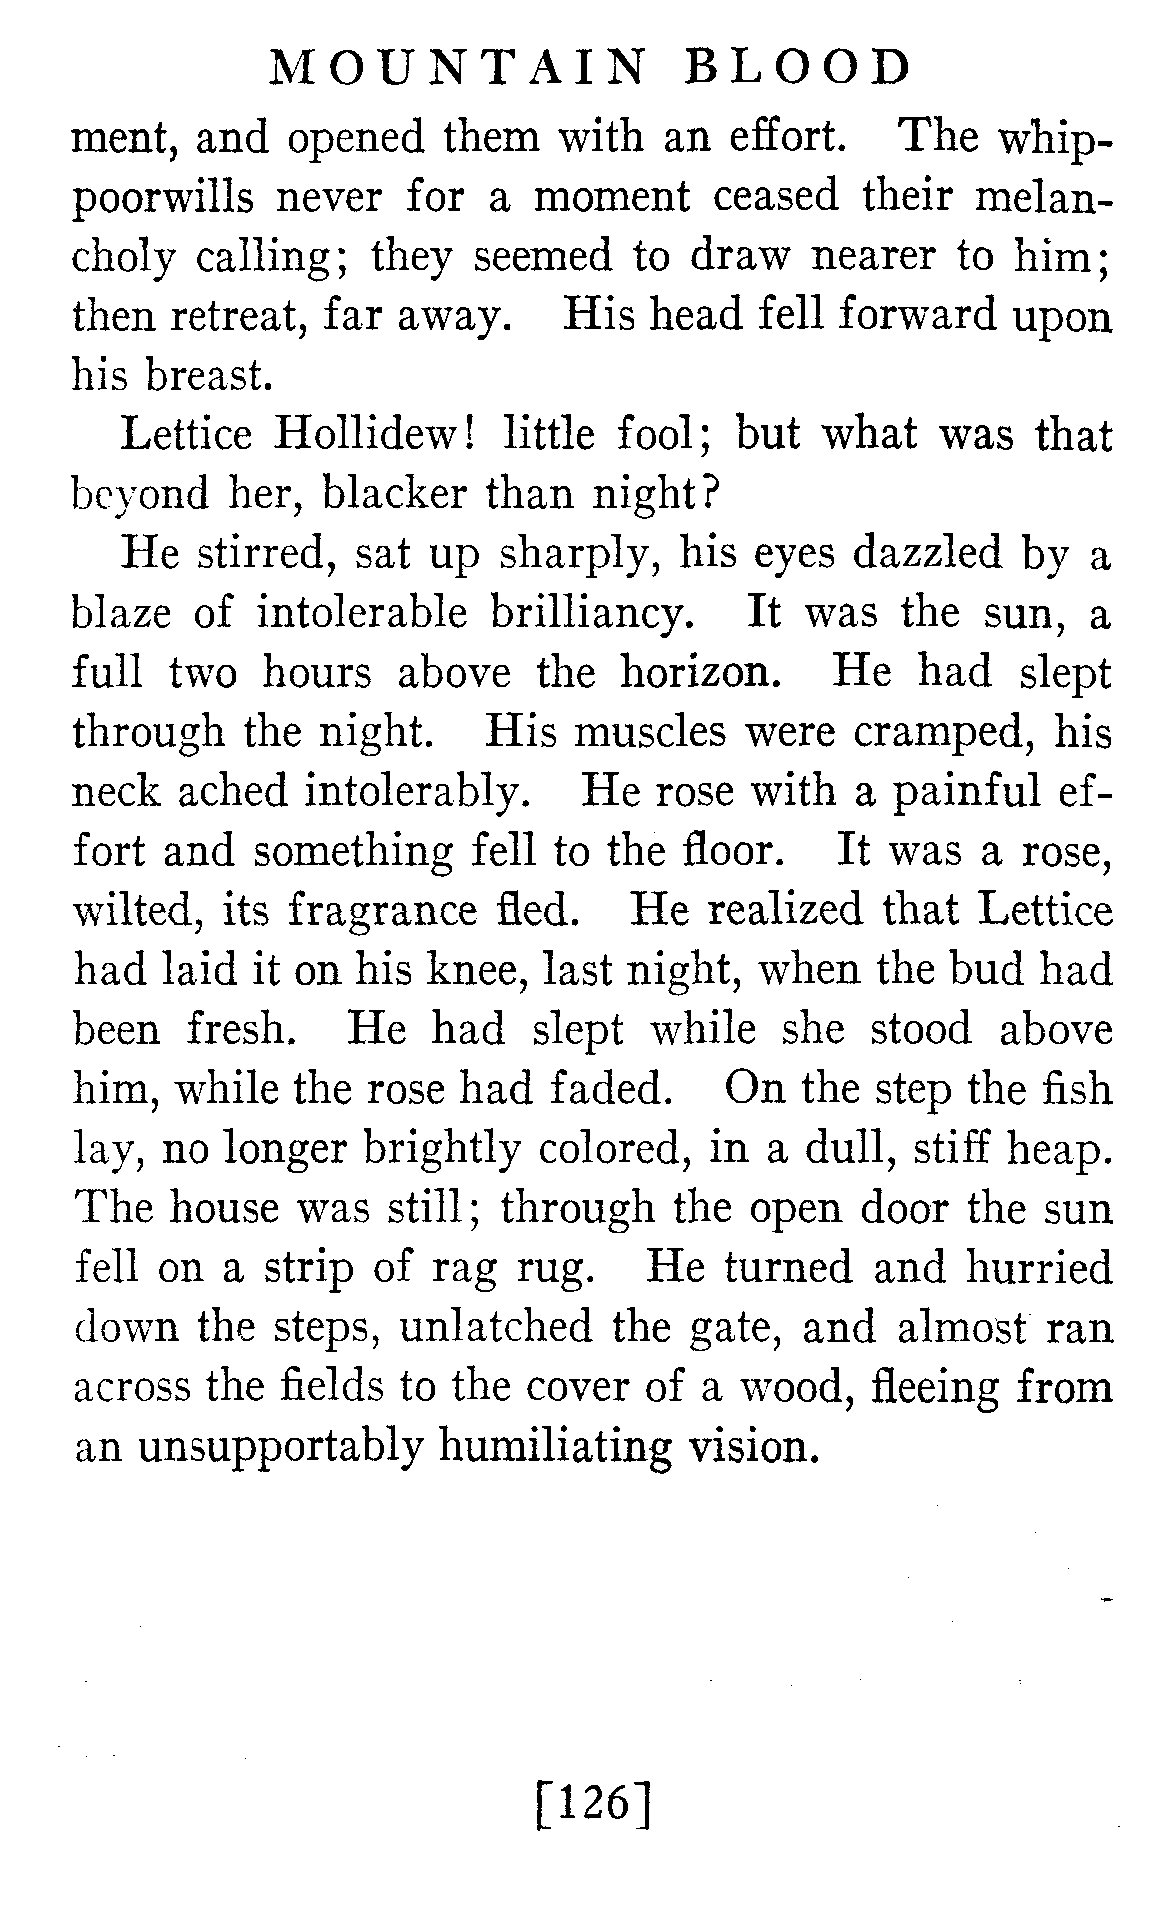 MOUNTAIN BLOOD
ment, and opened them with an effort. The whip-
poorwills never for a moment ceased their melan-
choly calling; they seemed to draw nearer to him;
then retreat, far away. His head fell forward upon
his breast.
Lettice Hollidew! little fool; but what was that
beyond her, blacker than night?
He stirred, sat up sharply, his eyes dazzled by a
blaze of intolerable brilliancy. It was the sun, a
full two hours above the horizon. He had slept
through the night. His muscles were cramped, his
neck ached intolerably. He rose with a painful ef-
fort and something fell to the floor. It was a rose,
wilted, its fragrance fled. He realized that Lettice
had laid it on his knee, last night, when the bud had
been fresh. He had slept while she stood above
him, while the rose had faded. On the step the fish
lay, no longer brightly colored, in a dull, stiff heap.
The house was still; through the open door the sun
fell on a strip of rag rug. He turned and hurried
down the steps, unlatched the gate, and almost ran
across the fields to the cover of a wood, fleeing from
an unsupportably humiliating vision.
[126]